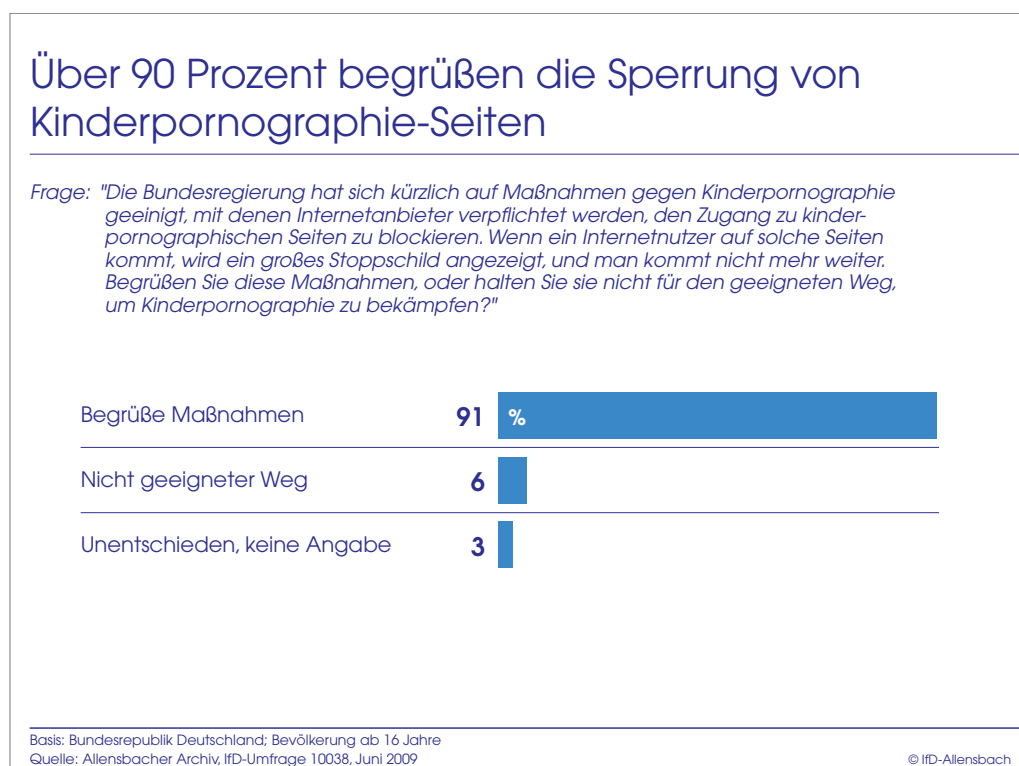 Über 90 Prozent begrüßen die Sperrung von
Kinderpornographie-Seiten
Frage: "Die Bundesregierung hat sich kürzlich auf Maßnahmen gegen Kinderpornographie
geeinigt, mit denen Internetanbieter verpflichtet werden, den Zugang zu kinder-
pornographischen Seiten zu blockieren. Wenn ein Internetnutzer auf solche Seiten
kommt, wird ein großes Stoppschild angezeigt, und man kommt nicht mehr weiter.
Begrüßen Sie diese Maßnahmen, oder halten Sie sie nicht für den geeigneten Weg,
um Kinderpornographie zu bekämpfen?"
Begrüße Maßnahmen 91 %
Nicht geeigneter Weg 6
Unentschieden, keine Angabe 3
Basis: Bundesrepublik Deutschland; Bevölkerung ab 16 Jahre
Quelle: Allensbacher Archiv, IfD-Umfrage 10038, Juni 2009 © IfD-Allensbach